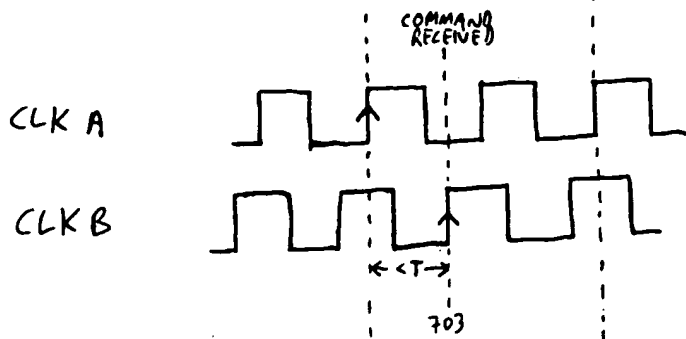 COMMAND
RECEIVED
CLK A
CLK B
<T
703